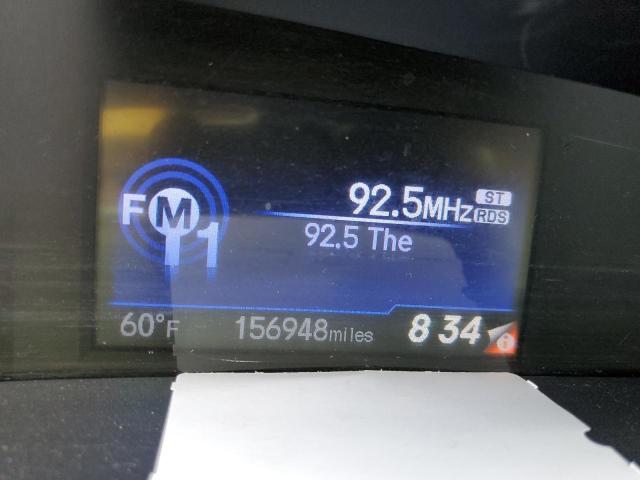 FM1
92.5MHz ST
RDS
92.5 The
60°F 156948miles 8 34 i